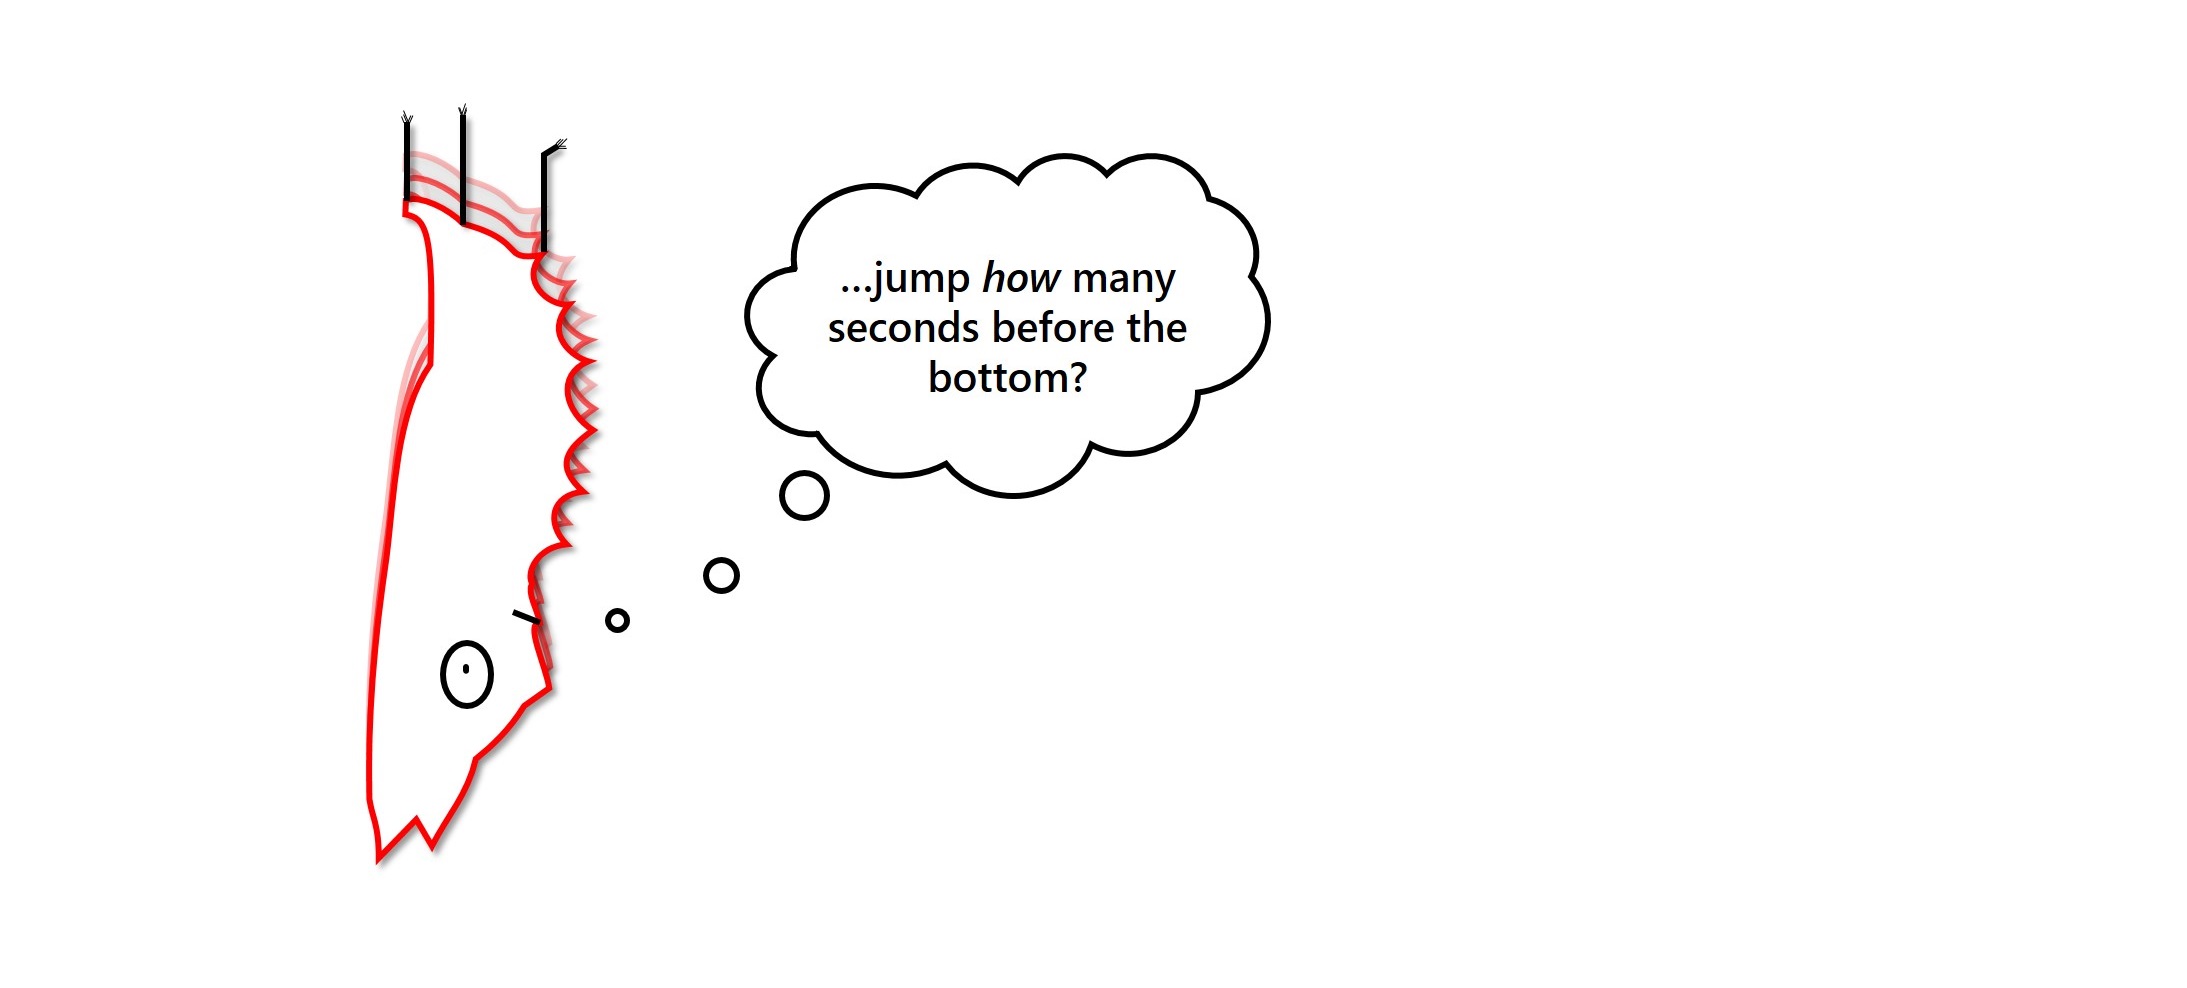 ...jump how many
seconds before the
bottom?